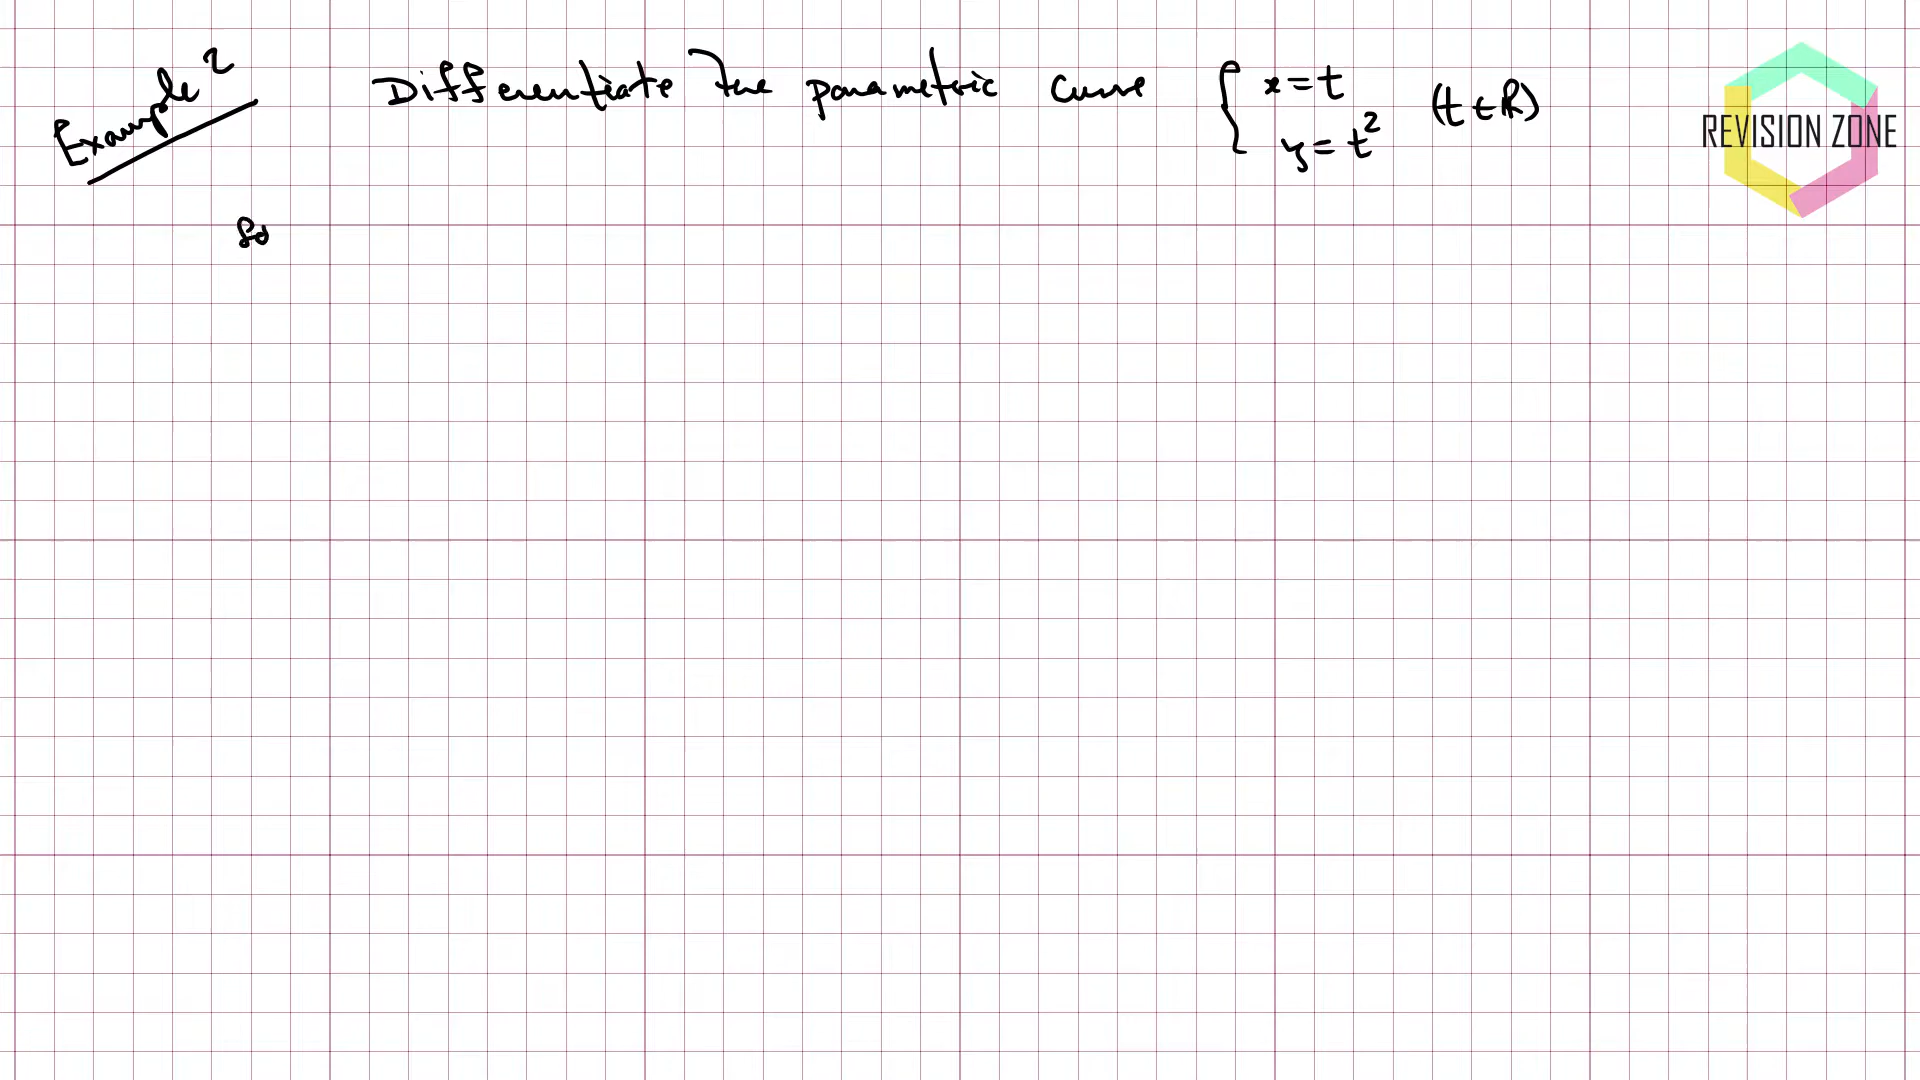 Example 2 Differentiate the parametric curve { x = t (t ∈ R)
y = t²
REVISION ZONE
So